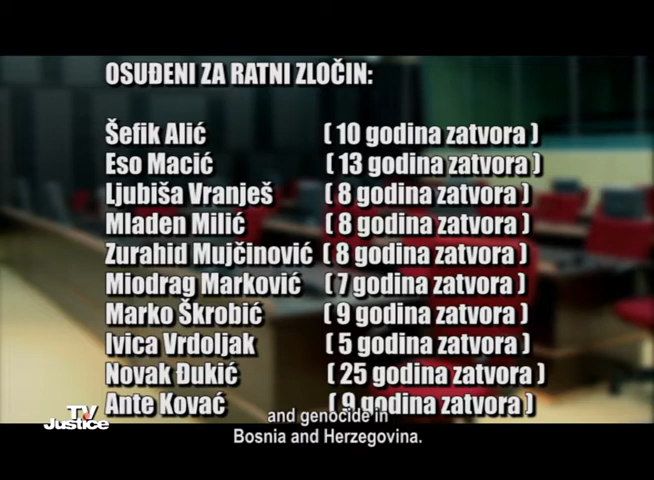 OSUĐENI ZA RATNI ZLOČIN:
Šefik Alić ( 10 godina zatvora )
Eso Macić ( 13 godina zatvora )
Ljubiša Vranješ ( 8 godina zatvora )
Mladen Milić ( 8 godina zatvora )
Zurahid Mujčinović ( 8 godina zatvora )
Miodrag Marković ( 7 godina zatvora )
Marko Škrobić ( 9 godina zatvora )
Ivica Vrdoljak ( 5 godina zatvora )
Novak Đukić ( 25 godina zatvora )
Ante Kovać ( 9 godina zatvora )
TV
Justice
and genocide in
Bosnia and Herzegovina.